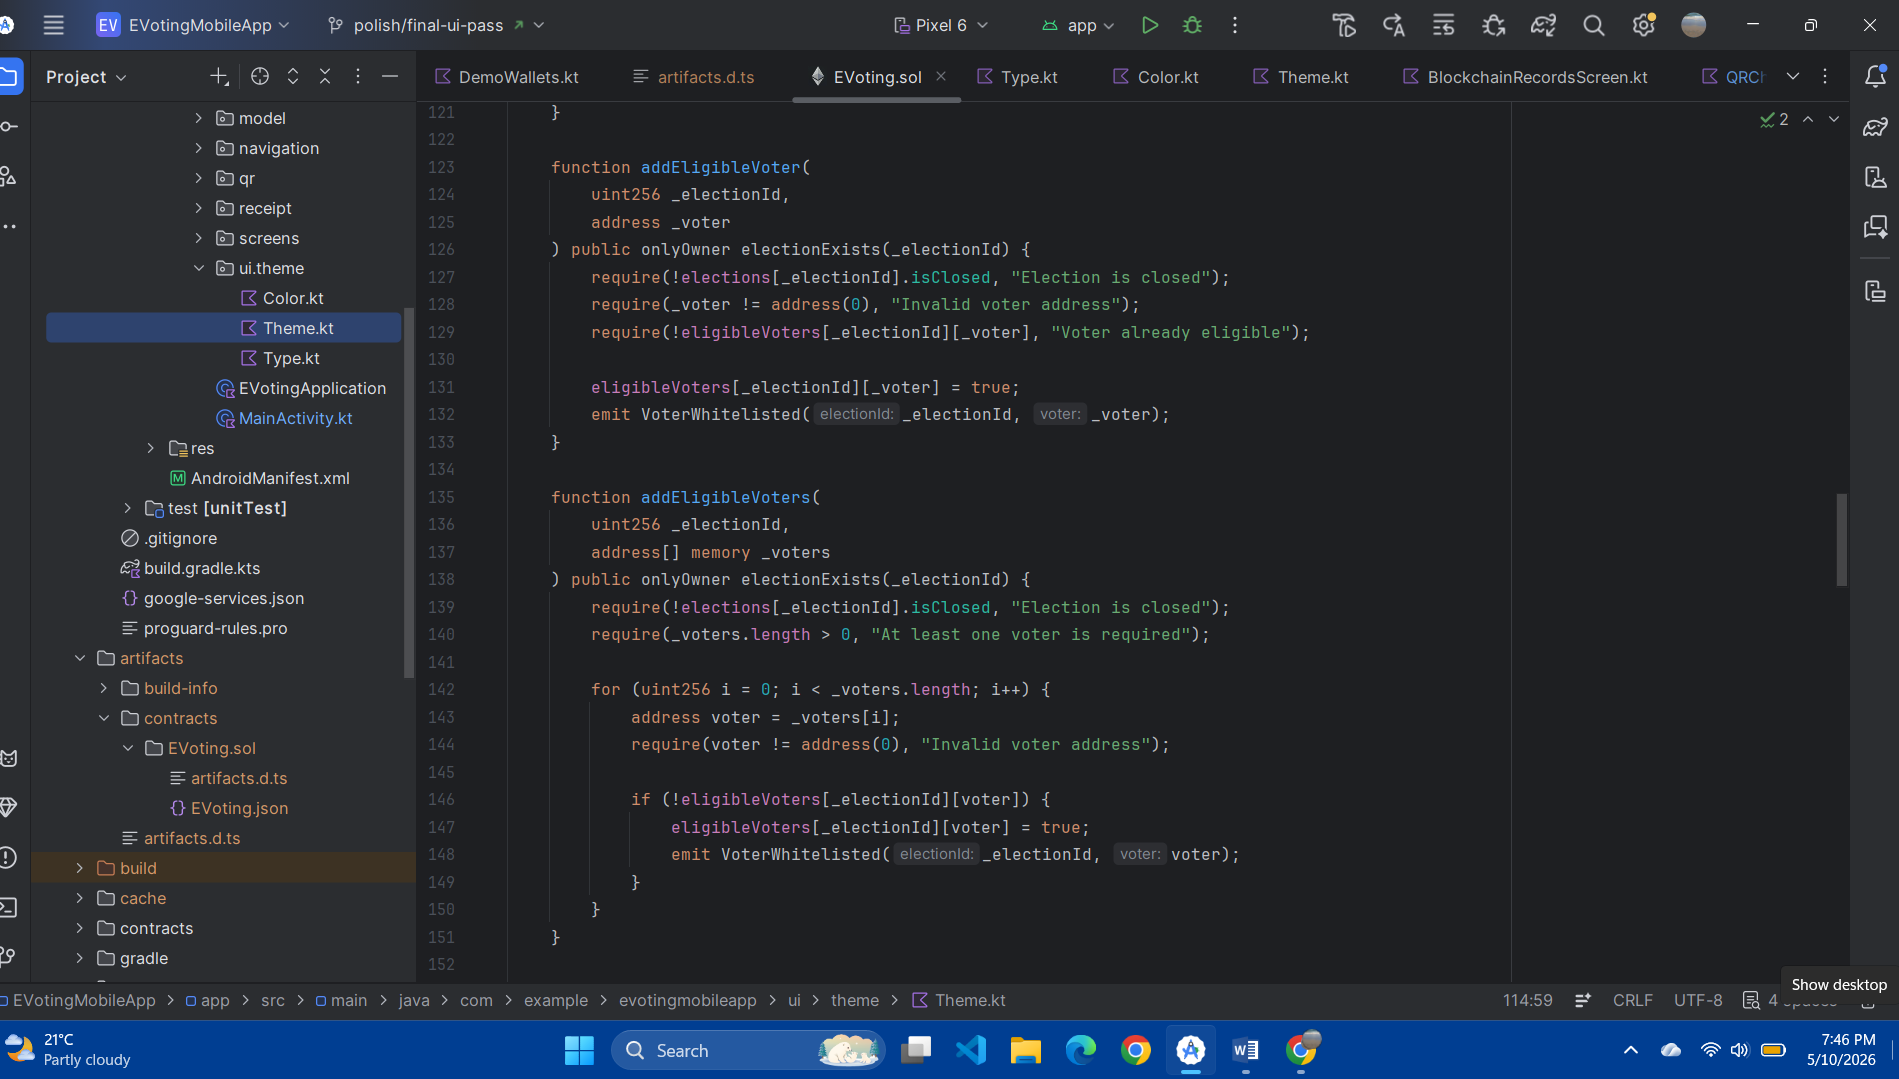 EV EVotingMobileApp polish/final-ui-pass Pixel 6 app
Project
DemoWallets.kt artifacts.d.ts EVoting.sol Type.kt Color.kt Theme.kt BlockchainRecordsScreen.kt QRCh
model
navigation
qr
receipt
screens
ui.theme
Color.kt
Theme.kt
Type.kt
EVotingApplication
MainActivity.kt
res
AndroidManifest.xml
test [unitTest]
.gitignore
build.gradle.kts
google-services.json
proguard-rules.pro
artifacts
build-info
contracts
EVoting.sol
artifacts.d.ts
EVoting.json
artifacts.d.ts
build
cache
contracts
gradle
2
121 }
122
123 function addEligibleVoter(
124 uint256 _electionId,
125 address _voter
126 ) public onlyOwner electionExists(_electionId) {
127 require(!elections[_electionId].isClosed, "Election is closed");
128 require(_voter != address(0), "Invalid voter address");
129 require(!eligibleVoters[_electionId][_voter], "Voter already eligible");
130
131 eligibleVoters[_electionId][_voter] = true;
132 emit VoterWhitelisted( electionId: _electionId, voter: _voter);
133 }
134
135 function addEligibleVoters(
136 uint256 _electionId,
137 address[] memory _voters
138 ) public onlyOwner electionExists(_electionId) {
139 require(!elections[_electionId].isClosed, "Election is closed");
140 require(_voters.length > 0, "At least one voter is required");
141
142 for (uint256 i = 0; i < _voters.length; i++) {
143 address voter = _voters[i];
144 require(voter != address(0), "Invalid voter address");
145
146 if (!eligibleVoters[_electionId][voter]) {
147 eligibleVoters[_electionId][voter] = true;
148 emit VoterWhitelisted( electionId: _electionId, voter: voter);
149 }
150 }
151 }
152
Show desktop
EVotingMobileApp > app > src > main > java > com > example > evotingmobileapp > ui > theme > Theme.kt 114:59 CRLF UTF-8 4 spaces
21°C
Partly cloudy
Search
7:46 PM
5/10/2026